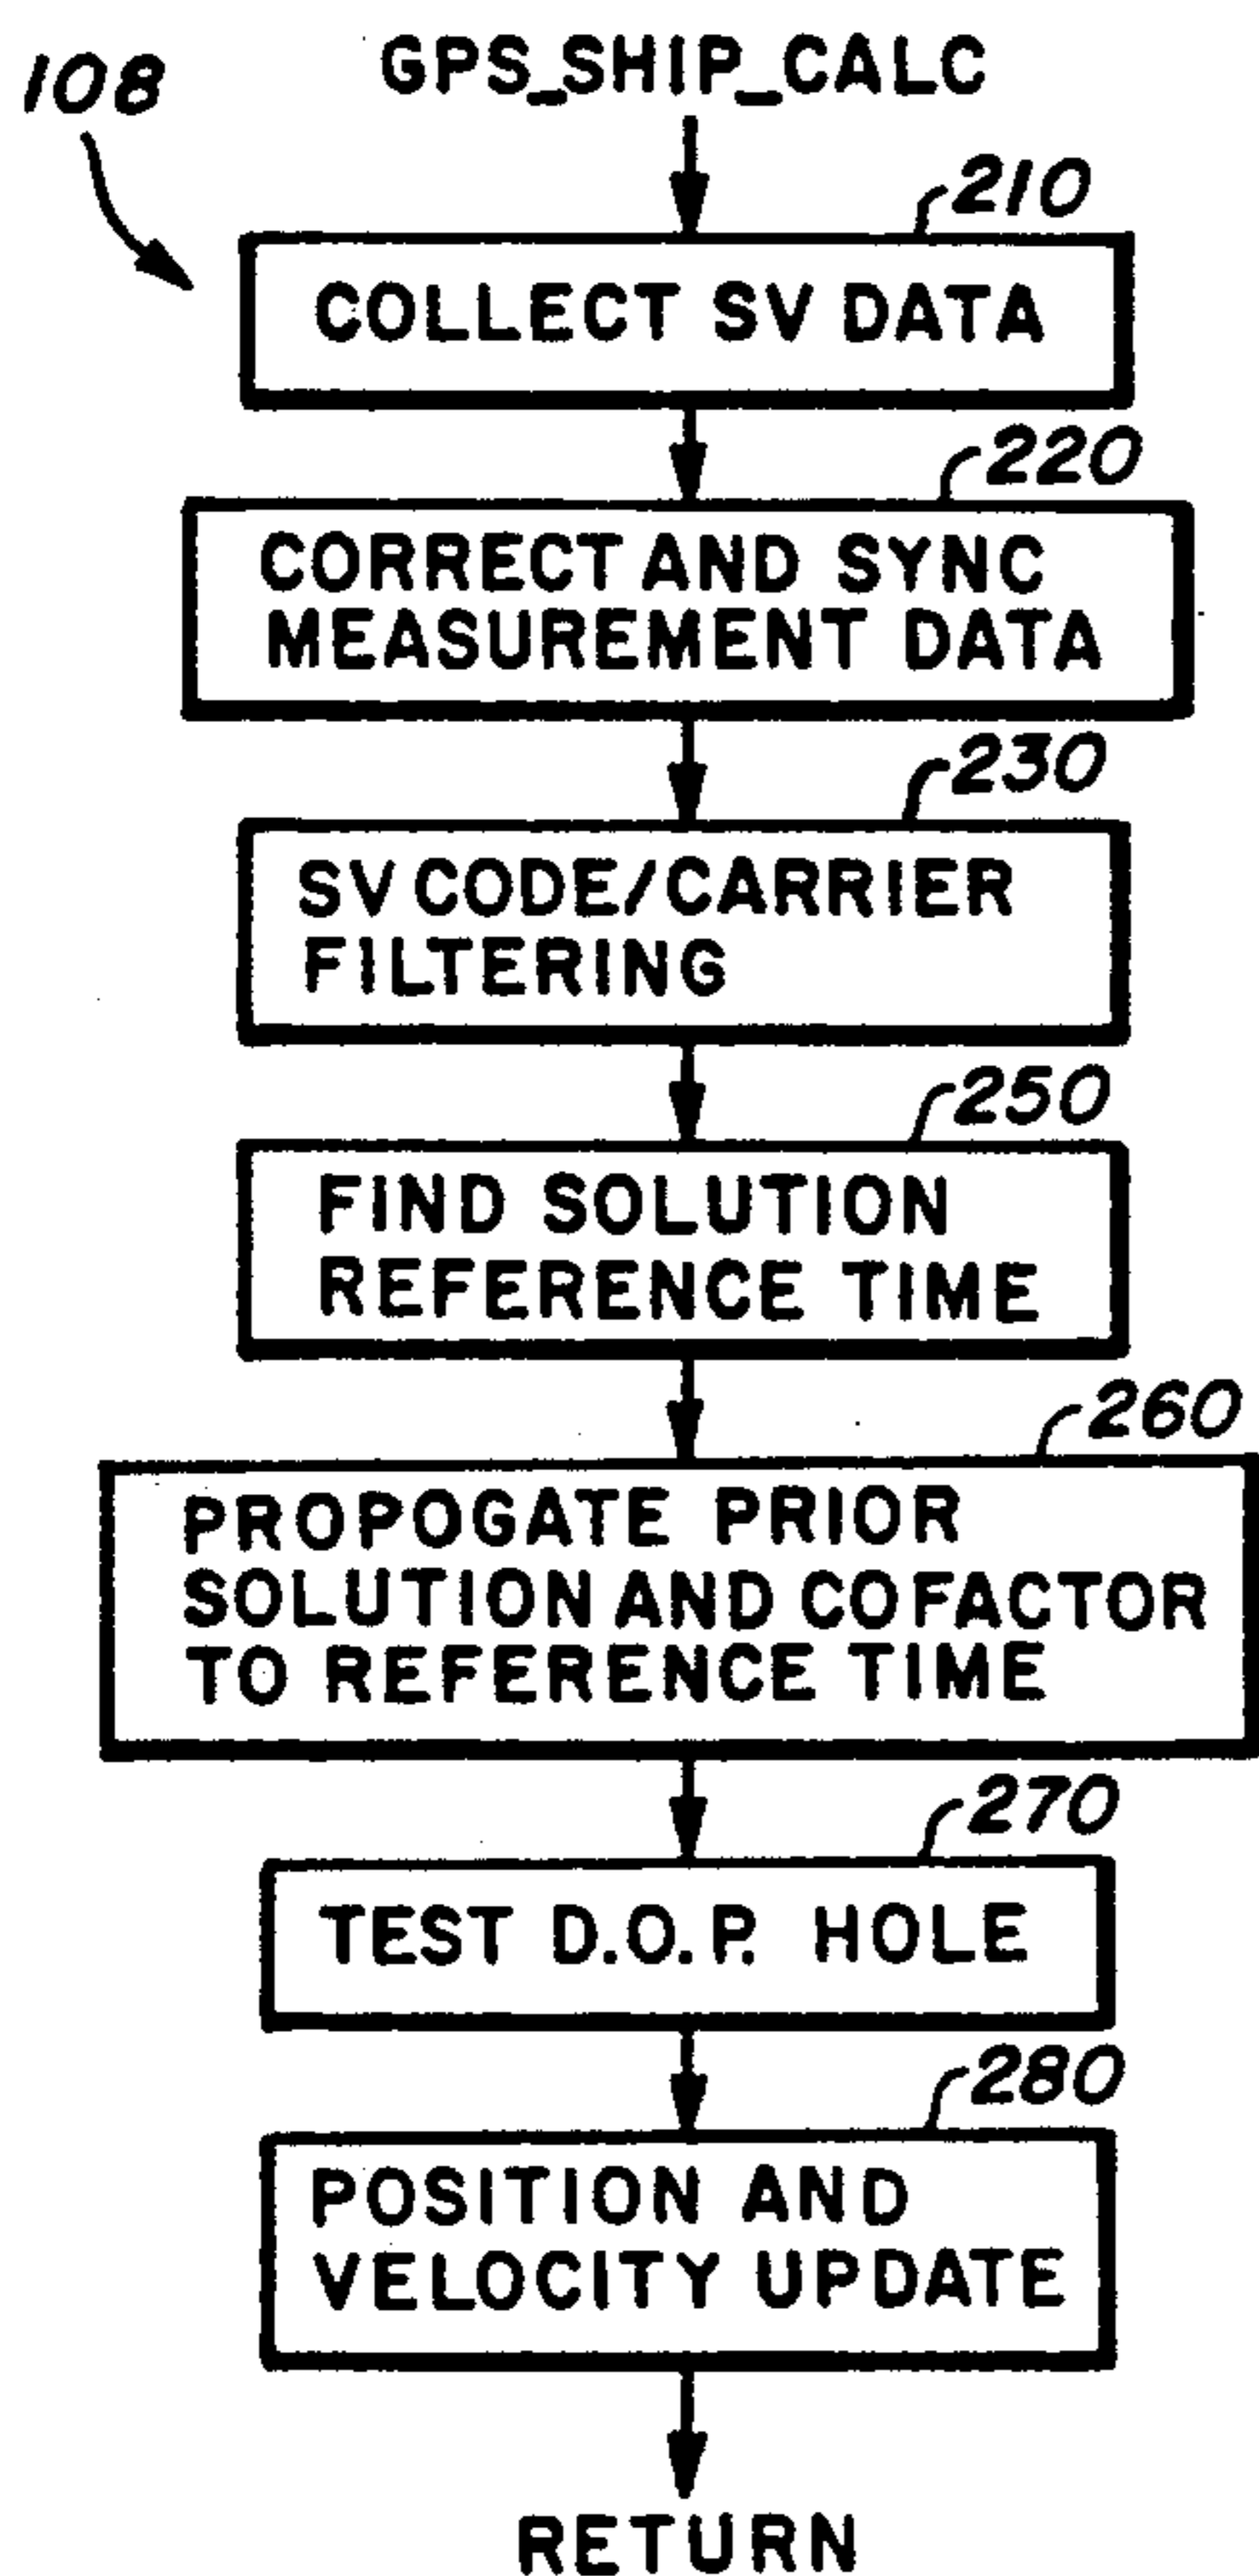 108
GPS_SHIP_CALC
210
COLLECT SV DATA
220
CORRECT AND SYNC
MEASUREMENT DATA
230
SV CODE/CARRIER
FILTERING
250
FIND SOLUTION
REFERENCE TIME
260
PROPOGATE PRIOR
SOLUTION AND COFACTOR
TO REFERENCE TIME
270
TEST D.O.P. HOLE
280
POSITION AND
VELOCITY UPDATE
RETURN